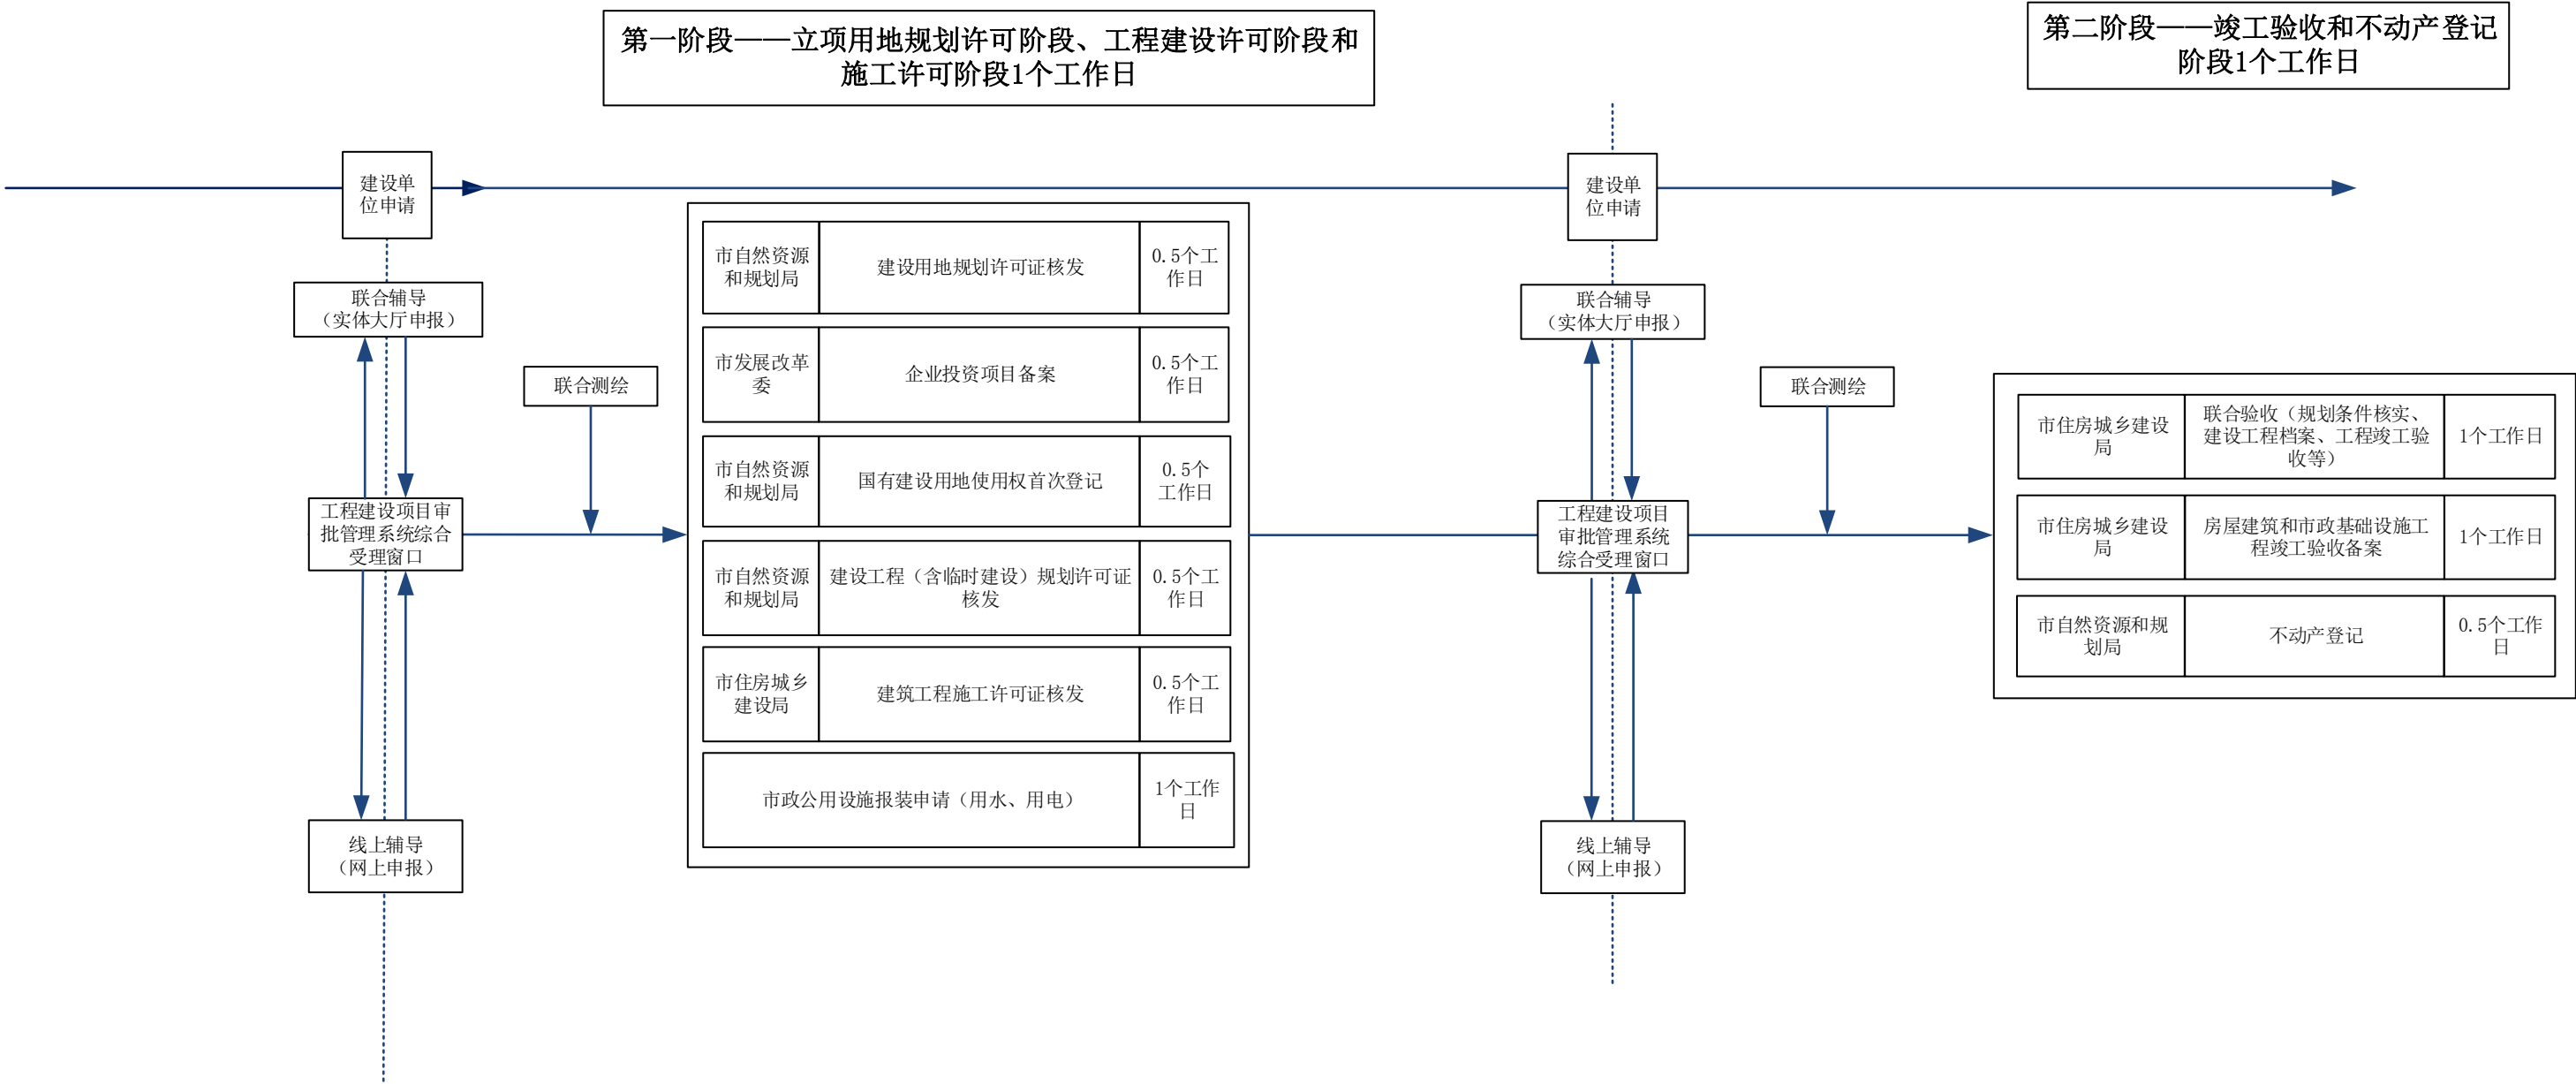 第一阶段——立项用地规划许可阶段、工程建设许可阶段和
施工许可阶段1个工作日
第二阶段——竣工验收和不动产登记
阶段1个工作日
建设单
位申请
联合辅导
（实体大厅申报）
工程建设项目审
批管理系统综合
受理窗口
线上辅导
（网上申报）
联合测绘
市自然资源
和规划局
建设用地规划许可证核发
0.5个工
作日
市发展改革
委
企业投资项目备案
0.5个工
作日
市自然资源
和规划局
国有建设用地使用权首次登记
0.5个
工作日
市自然资源
和规划局
建设工程（含临时建设）规划许可证
核发
0.5个工
作日
市住房城乡
建设局
建筑工程施工许可证核发
0.5个工
作日
市政公用设施报装申请（用水、用电）
1个工作
日
建设单
位申请
联合辅导
（实体大厅申报）
工程建设项目
审批管理系统
综合受理窗口
线上辅导
（网上申报）
联合测绘
市住房城乡建设
局
联合验收（规划条件核实、
建设工程档案、工程竣工验
收等）
1个工作日
市住房城乡建设
局
房屋建筑和市政基础设施工
程竣工验收备案
1个工作日
市自然资源和规
划局
不动产登记
0.5个工作
日